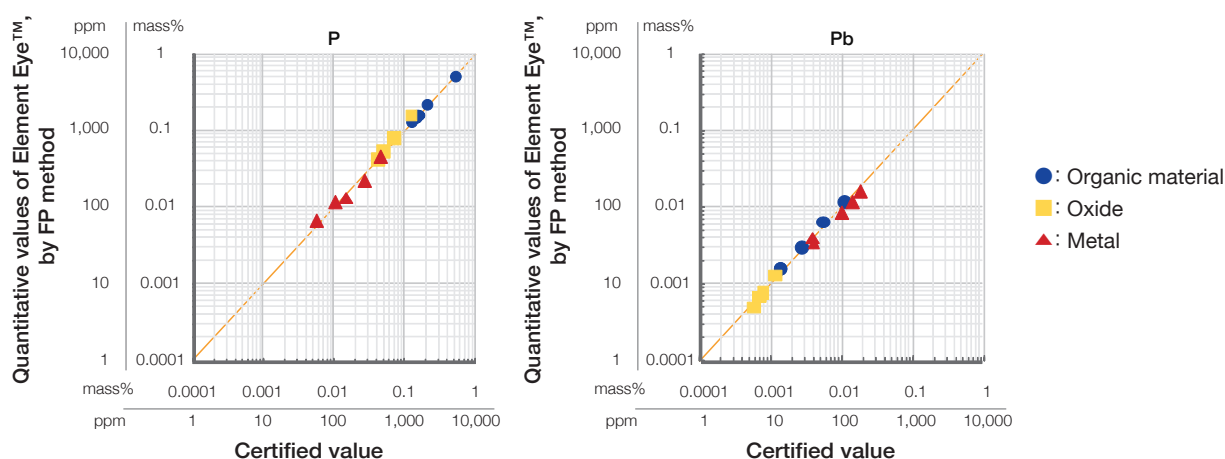 Quantitative values of Element Eye™,
by FP method
ppm mass%
P
10,000 1
1,000 0.1
100 0.01
10 0.001
1 0.0001
mass% 0.0001 0.001 0.01 0.1 1
ppm 1 10 100 1,000 10,000
Certified value
Quantitative values of Element Eye™,
by FP method
ppm mass%
Pb
10,000 1
1,000 0.1
100 0.01
10 0.001
1 0.0001
mass% 0.0001 0.001 0.01 0.1 1
ppm 1 10 100 1,000 10,000
Certified value
: Organic material
: Oxide
: Metal